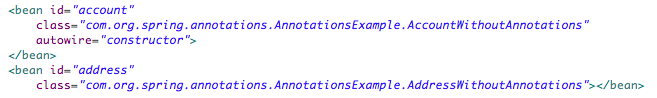 <bean id="account"
class="com.org.spring.annotations.AnnotationsExample.AccountWithoutAnnotations"
autowire="constructor">
</bean>
<bean id="address"
class="com.org.spring.annotations.AnnotationsExample.AddressWithoutAnnotations"></bean>